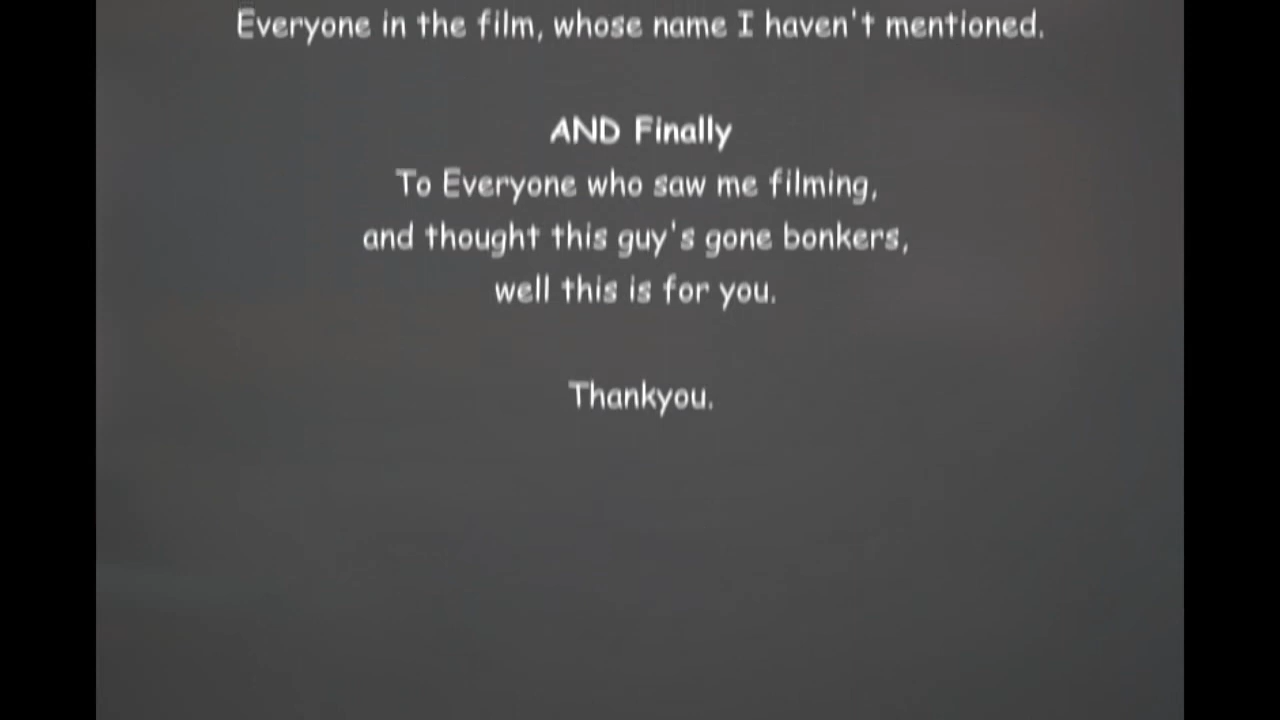 Everyone in the film, whose name I haven't mentioned.
AND Finally
To Everyone who saw me filming,
and thought this guy's gone bonkers,
well this is for you.
Thankyou.